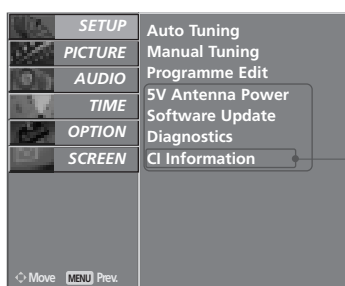 SETUP
PICTURE
AUDIO
TIME
OPTION
SCREEN
Auto Tuning
Manual Tuning
Programme Edit
5V Antenna Power
Software Update
Diagnostics
CI Information
Move MENU Prev.